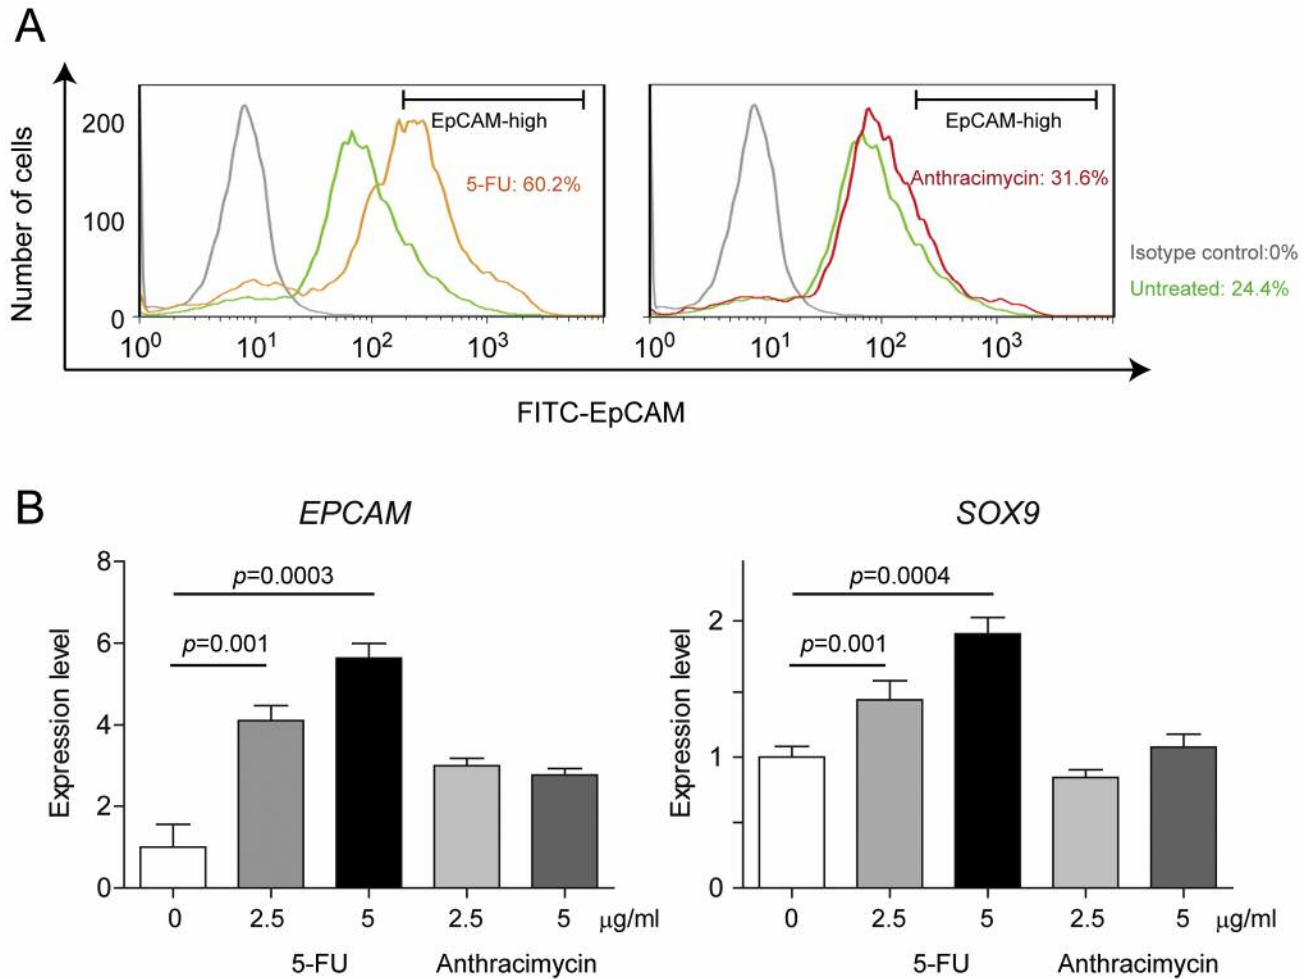 A
Number of cells
200
100
0
EpCAM-high
5-FU: 60.2%
10⁰ 10¹ 10² 10³
EpCAM-high
Anthracimycin: 31.6%
10⁰ 10¹ 10² 10³
Isotype control:0%
Untreated: 24.4%
FITC-EpCAM
B
EPCAM
Expression level
8
6
4
2
0
p=0.0003
p=0.001
0 2.5 5 2.5 5 μg/ml
5-FU Anthracimycin
SOX9
Expression level
2
1
0
p=0.0004
p=0.001
0 2.5 5 2.5 5 μg/ml
5-FU Anthracimycin